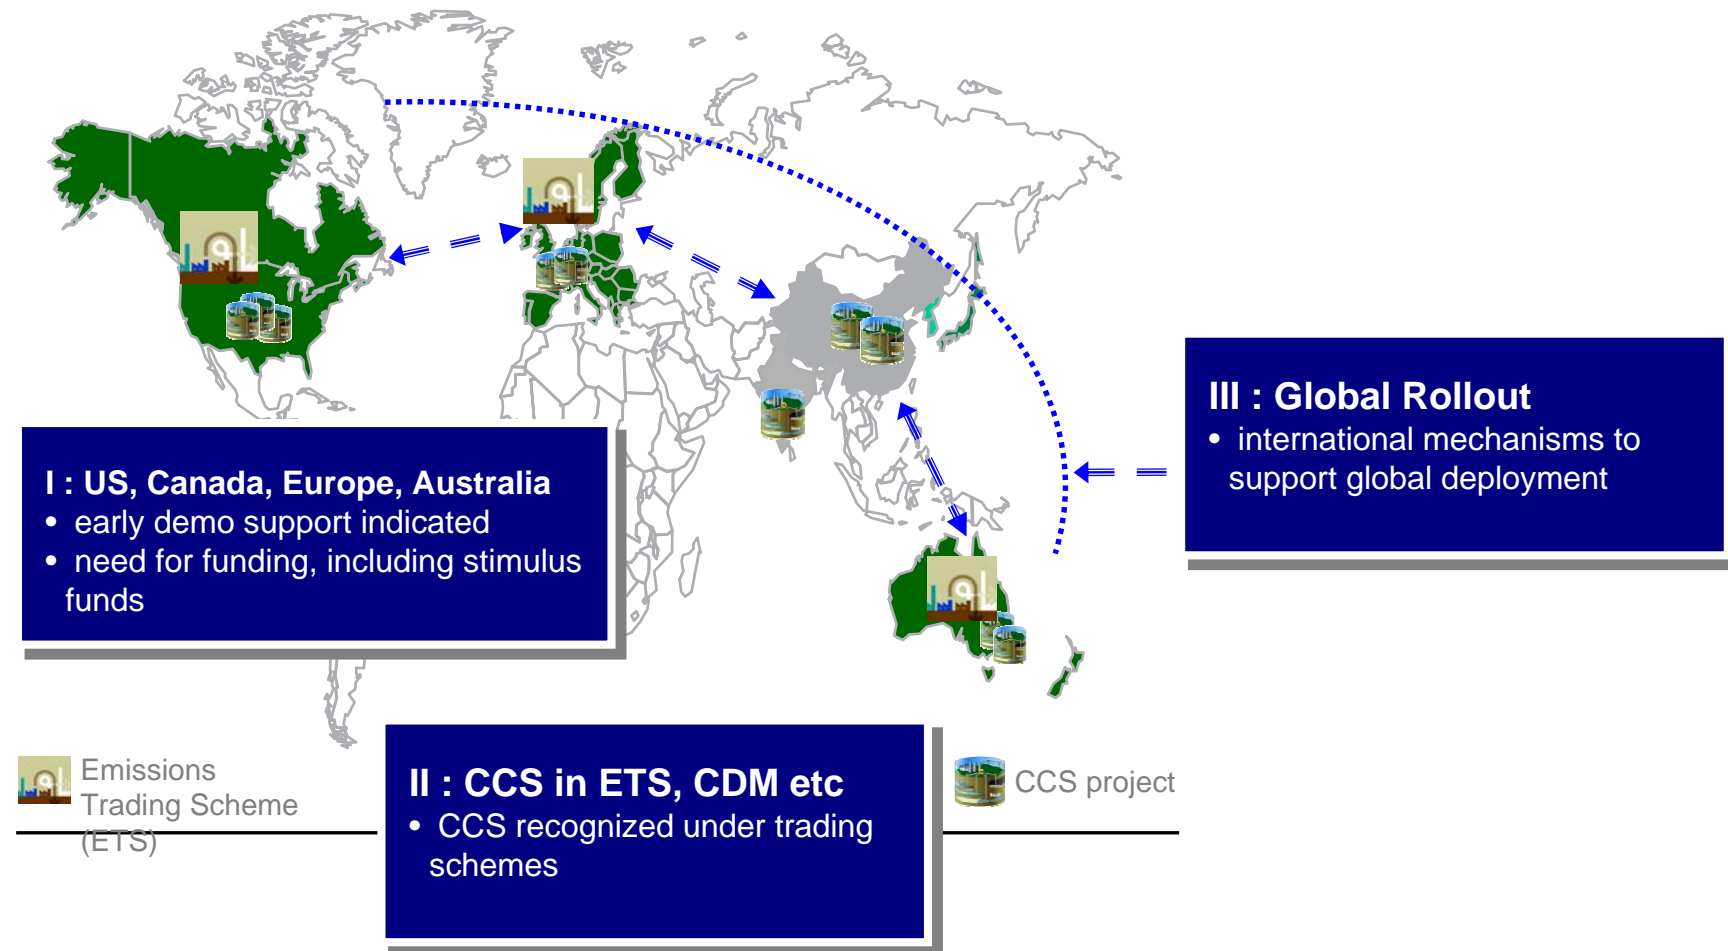 I : US, Canada, Europe, Australia
• early demo support indicated
• need for funding, including stimulus
funds
III : Global Rollout
• international mechanisms to
support global deployment
Emissions
Trading Scheme
(ETS)
II : CCS in ETS, CDM etc
• CCS recognized under trading
schemes
CCS project